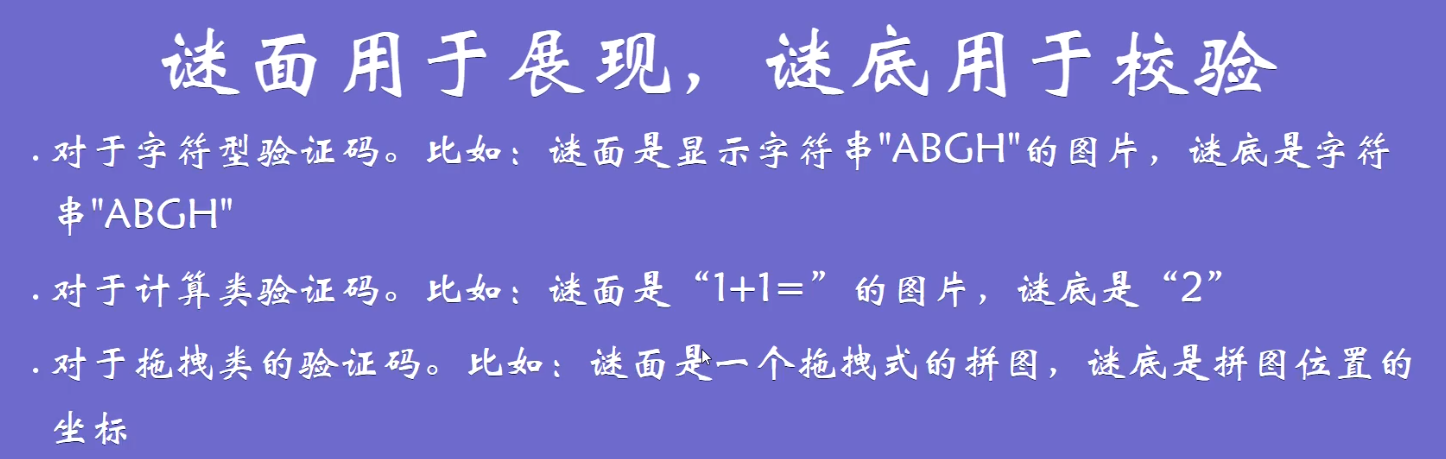 谜面用于展现，谜底用于校验
·对于字符型验证码。比如：谜面是显示字符串"ABGH"的图片，谜底是字符
串"ABGH"
·对于计算类验证码。比如：谜面是“1+1=”的图片，谜底是“2”
·对于拖拽类的验证码。比如：谜面是一个拖拽式的拼图，谜底是拼图位置的
坐标